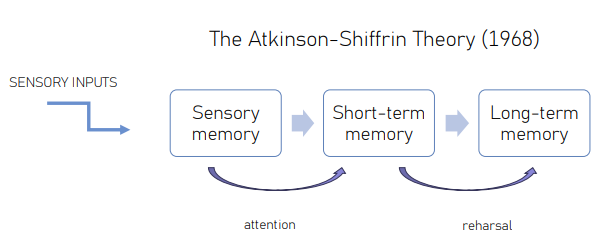 The Atkinson-Shiffrin Theory (1968)
SENSORY INPUTS
Sensory
memory
Short-term
memory
Long-term
memory
attention
reharsal